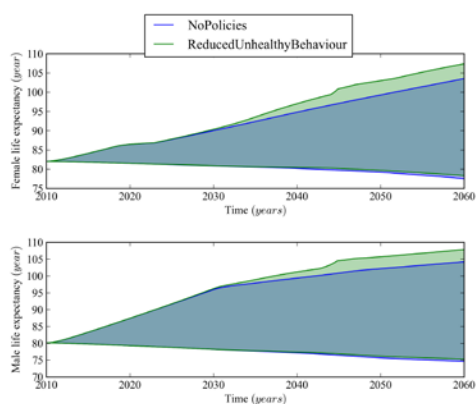 NoPolicies
ReducedUnhealthyBehaviour
Female life expectancy (year)
110
105
100
95
90
85
80
75
2010 2020 2030 2040 2050 2060
Time (years)
Male life expectancy (year)
110
105
100
95
90
85
80
75
70
2010 2020 2030 2040 2050 2060
Time (years)